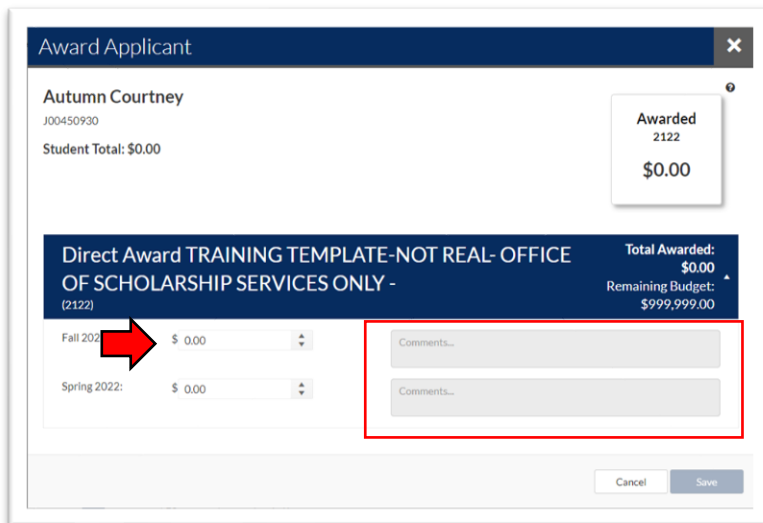 Award Applicant
Autumn Courtney
J00450930
Student Total: $0.00
Awarded
2122
$0.00
Direct Award TRAINING TEMPLATE-NOT REAL- OFFICE
OF SCHOLARSHIP SERVICES ONLY -
(2122)
Total Awarded:
$0.00
Remaining Budget:
$999,999.00
Fall
$ 0.00
Comments...
Spring 2022:
$ 0.00
Comments...
Cancel
Save